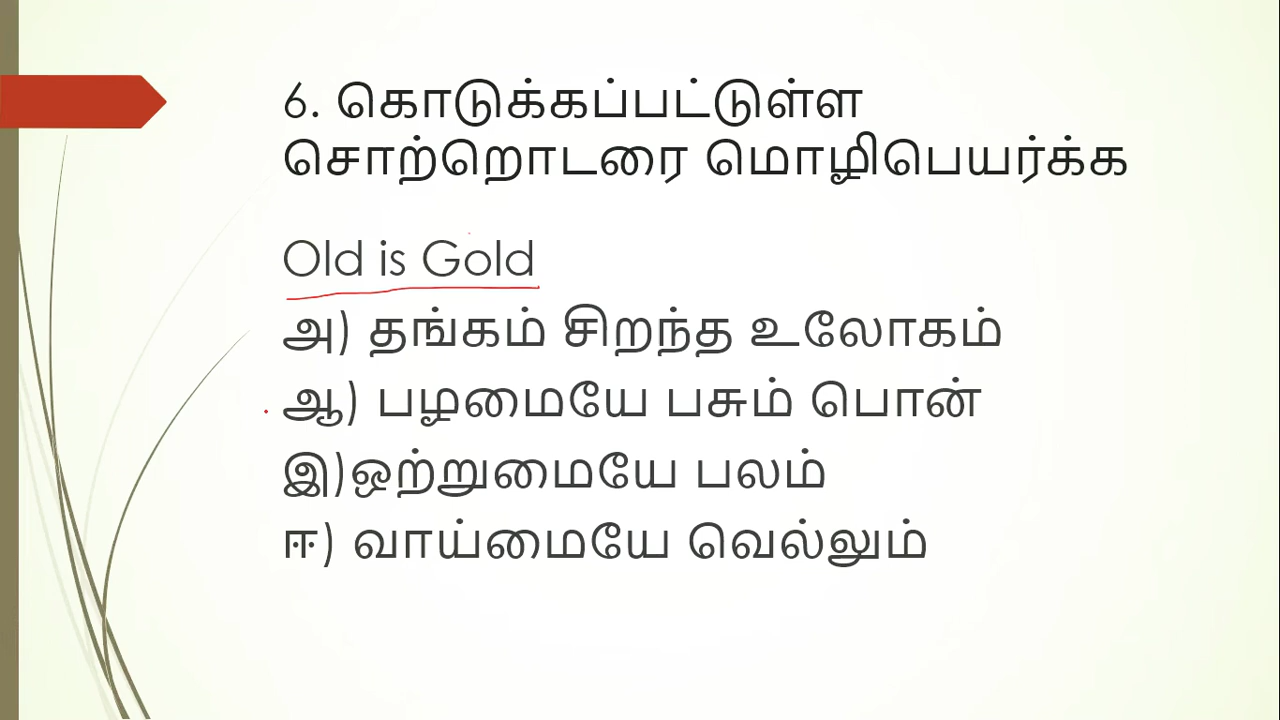 6. கொடுக்கப்பட்டுள்ள
சொற்றொடரை மொழிபெயர்க்க
Old is Gold
அ) தங்கம் சிறந்த உலோகம்
ஆ) பழமையே பசும் பொன்
இ)ஒற்றுமையே பலம்
ஈ) வாய்மையே வெல்லும்